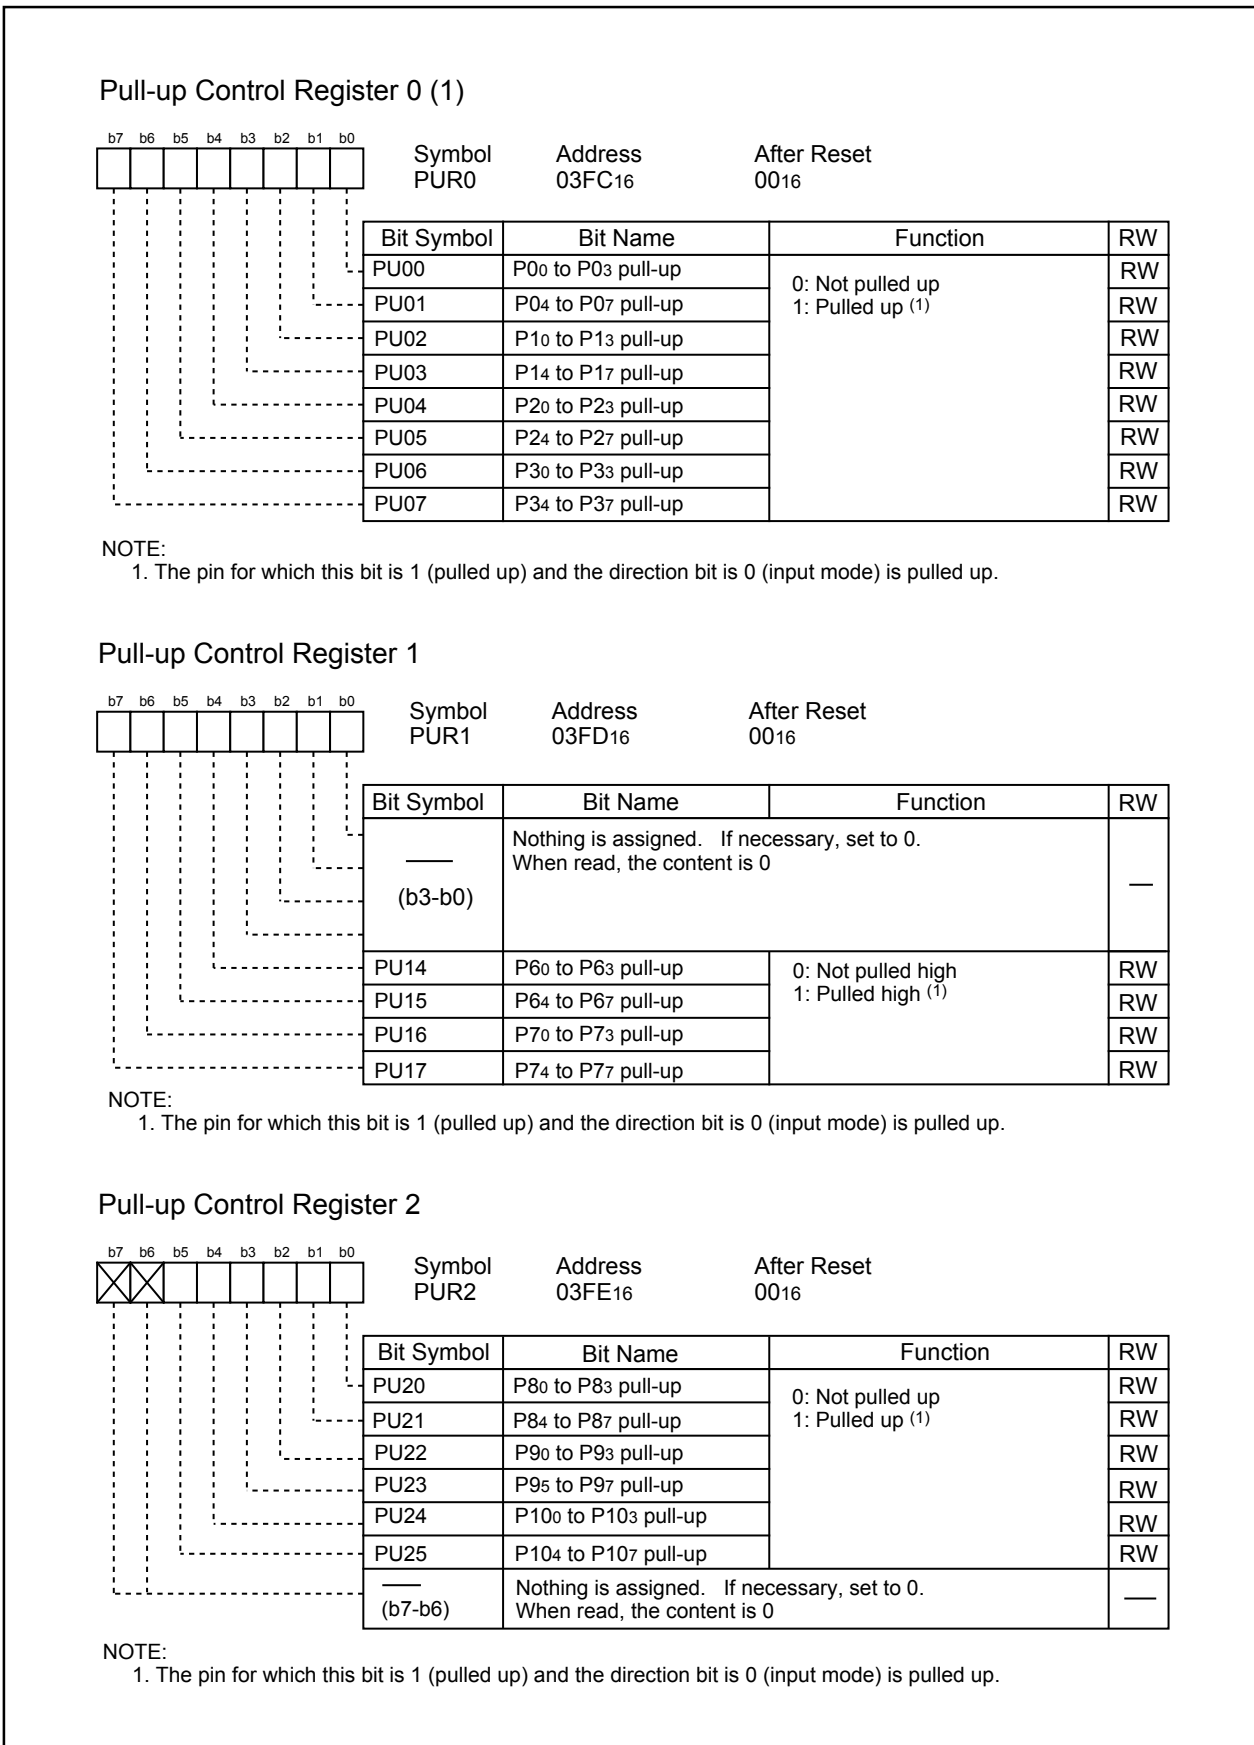 Pull-up Control Register 0 (1)
b7 b6 b5 b4 b3 b2 b1 b0
Symbol Address After Reset
PUR0 03FC16 0016
Bit Symbol Bit Name Function RW
PU00 P00 to P03 pull-up RW
0: Not pulled up
PU01 P04 to P07 pull-up 1: Pulled up (1) RW
PU02 P10 to P13 pull-up RW
PU03 P14 to P17 pull-up RW
PU04 P20 to P23 pull-up RW
PU05 P24 to P27 pull-up RW
PU06 P30 to P33 pull-up RW
PU07 P34 to P37 pull-up RW
NOTE:
1. The pin for which this bit is 1 (pulled up) and the direction bit is 0 (input mode) is pulled up.
Pull-up Control Register 1
b7 b6 b5 b4 b3 b2 b1 b0
Symbol Address After Reset
PUR1 03FD16 0016
Bit Symbol Bit Name Function RW
Nothing is assigned. If necessary, set to 0.
When read, the content is 0
— (b3-b0) —
PU14 P60 to P63 pull-up 0: Not pulled high RW
PU15 P64 to P67 pull-up 1: Pulled high (1) RW
PU16 P70 to P73 pull-up RW
PU17 P74 to P77 pull-up RW
NOTE:
1. The pin for which this bit is 1 (pulled up) and the direction bit is 0 (input mode) is pulled up.
Pull-up Control Register 2
b7 b6 b5 b4 b3 b2 b1 b0
Symbol Address After Reset
PUR2 03FE16 0016
Bit Symbol Bit Name Function RW
PU20 P80 to P83 pull-up RW
0: Not pulled up
PU21 P84 to P87 pull-up 1: Pulled up (1) RW
PU22 P90 to P93 pull-up RW
PU23 P95 to P97 pull-up RW
PU24 P100 to P103 pull-up RW
PU25 P104 to P107 pull-up RW
— Nothing is assigned. If necessary, set to 0. —
(b7-b6) When read, the content is 0
NOTE:
1. The pin for which this bit is 1 (pulled up) and the direction bit is 0 (input mode) is pulled up.